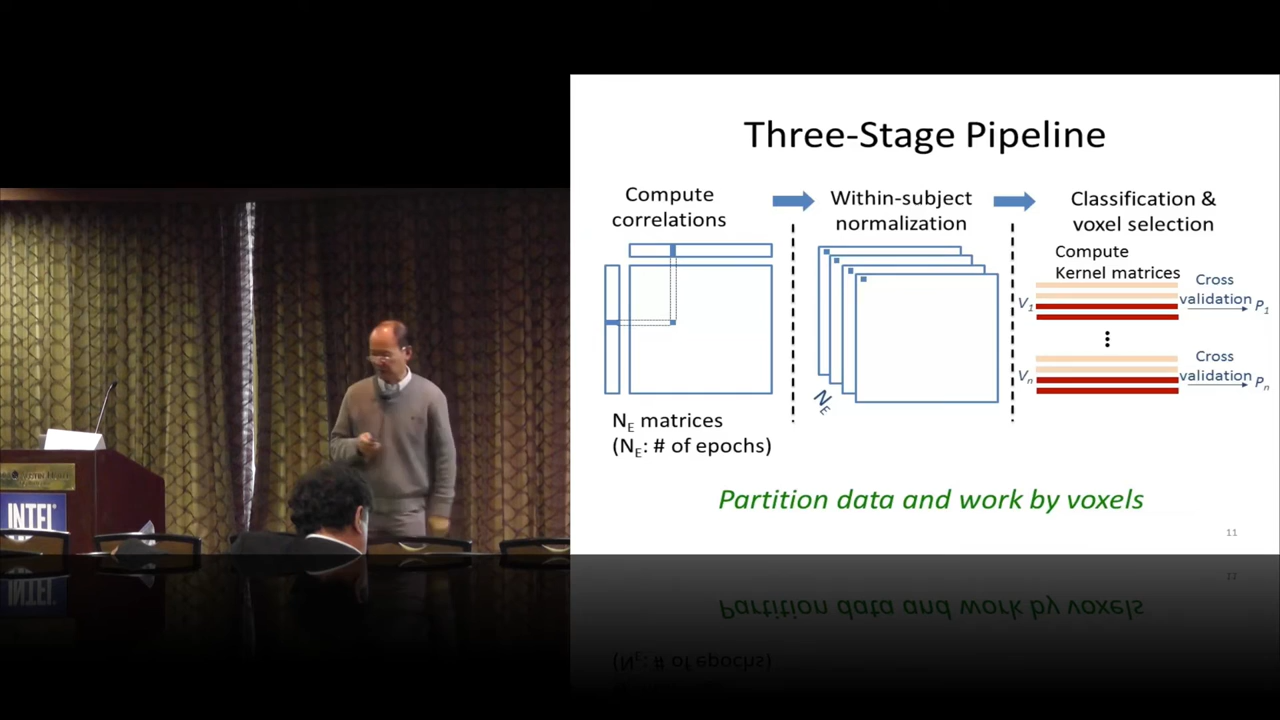 Three-Stage Pipeline
Compute
correlations
Within-subject
normalization
Classification &
voxel selection
Compute
Kernel matrices
V1
Cross
validation
P1
Vn
Cross
validation
Pn
NE
NE matrices
(NE: # of epochs)
Partition data and work by voxels
11
INTEL